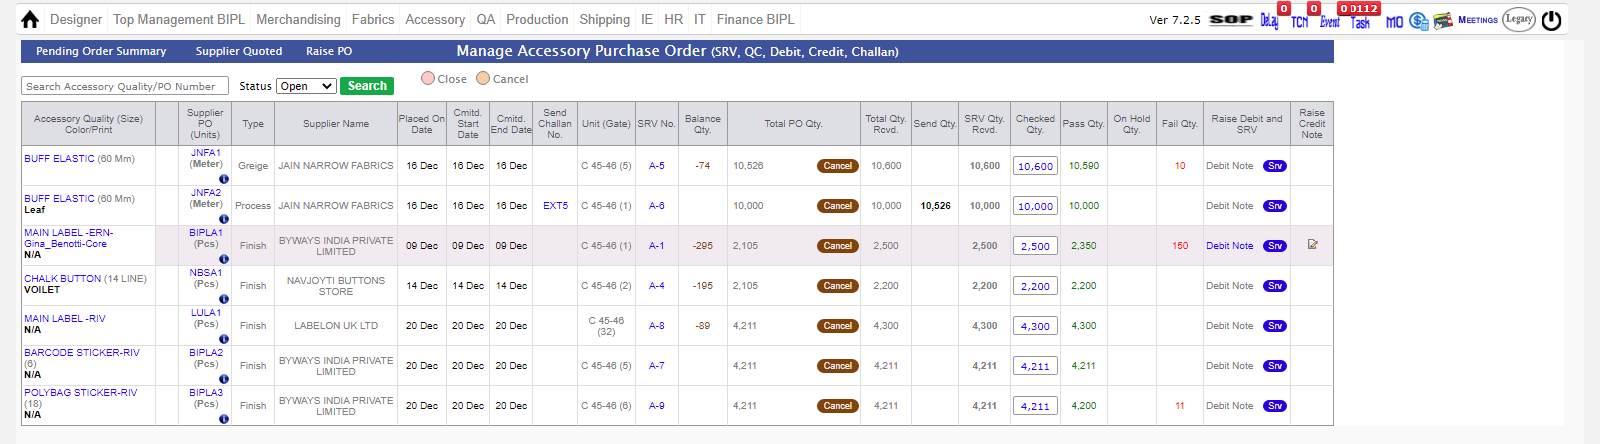 Designer Top Management BIPL Merchandising Fabrics Accessory QA Production Shipping IE HR IT Finance BIPL Ver 7.2.5 SOP Delay 0 TCN 0 Event 0 Task 0112 MO MEETINGS Legacy
Pending Order Summary Supplier Quoted Raise PO Manage Accessory Purchase Order (SRV, QC, Debit, Credit, Challan)
Search Accessory Quality/PO Number Status Open Search Close Cancel
Accessory Quality (Size) Color/Print Supplier PO (Units) Type Supplier Name Placed On Date Cmitd. Start Date Cmitd. End Date Send Challan No. Unit (Gate) SRV No. Balance Qty. Total PO Qty. Total Qty. Rcvd. Send Qty. SRV Qty. Rcvd. Checked Qty. Pass Qty. On Hold Qty. Fail Qty. Raise Debit and SRV Raise Credit Note
BUFF ELASTIC (60 Mm) JNFA1 (Meter) Greige JAIN NARROW FABRICS 16 Dec 16 Dec 16 Dec C 45-46 (5) A-5 -74 10,526 Cancel 10,600 10,600 10,600 10,590 10 Debit Note Srv
BUFF ELASTIC (60 Mm) Leaf JNFA2 (Meter) Process JAIN NARROW FABRICS 16 Dec 16 Dec 16 Dec EXT5 C 45-46 (1) A-6 10,000 Cancel 10,000 10,526 10,000 10,000 10,000 Debit Note Srv
MAIN LABEL -ERN-Gina_Benotti-Core N/A BIPLA1 (Pcs) Finish BYWAYS INDIA PRIVATE LIMITED 09 Dec 09 Dec 09 Dec C 45-46 (1) A-1 -295 2,105 Cancel 2,500 2,500 2,500 2,350 150 Debit Note Srv
CHALK BUTTON (14 LINE) VOILET NBSA1 (Pcs) Finish NAVJOYTI BUTTONS STORE 14 Dec 14 Dec 14 Dec C 45-46 (2) A-4 -195 2,105 Cancel 2,200 2,200 2,200 2,200 Debit Note Srv
MAIN LABEL -RIV N/A LULA1 (Pcs) Finish LABELON UK LTD 20 Dec 20 Dec 20 Dec C 45-46 (32) A-8 -89 4,211 Cancel 4,300 4,300 4,300 4,300 Debit Note Srv
BARCODE STICKER-RIV (6) N/A BIPLA2 (Pcs) Finish BYWAYS INDIA PRIVATE LIMITED 20 Dec 20 Dec 20 Dec C 45-46 (5) A-7 4,211 Cancel 4,211 4,211 4,211 4,211 Debit Note Srv
POLYBAG STICKER-RIV (18) N/A BIPLA3 (Pcs) Finish BYWAYS INDIA PRIVATE LIMITED 20 Dec 20 Dec 20 Dec C 45-46 (6) A-9 4,211 Cancel 4,211 4,211 4,211 4,200 11 Debit Note Srv